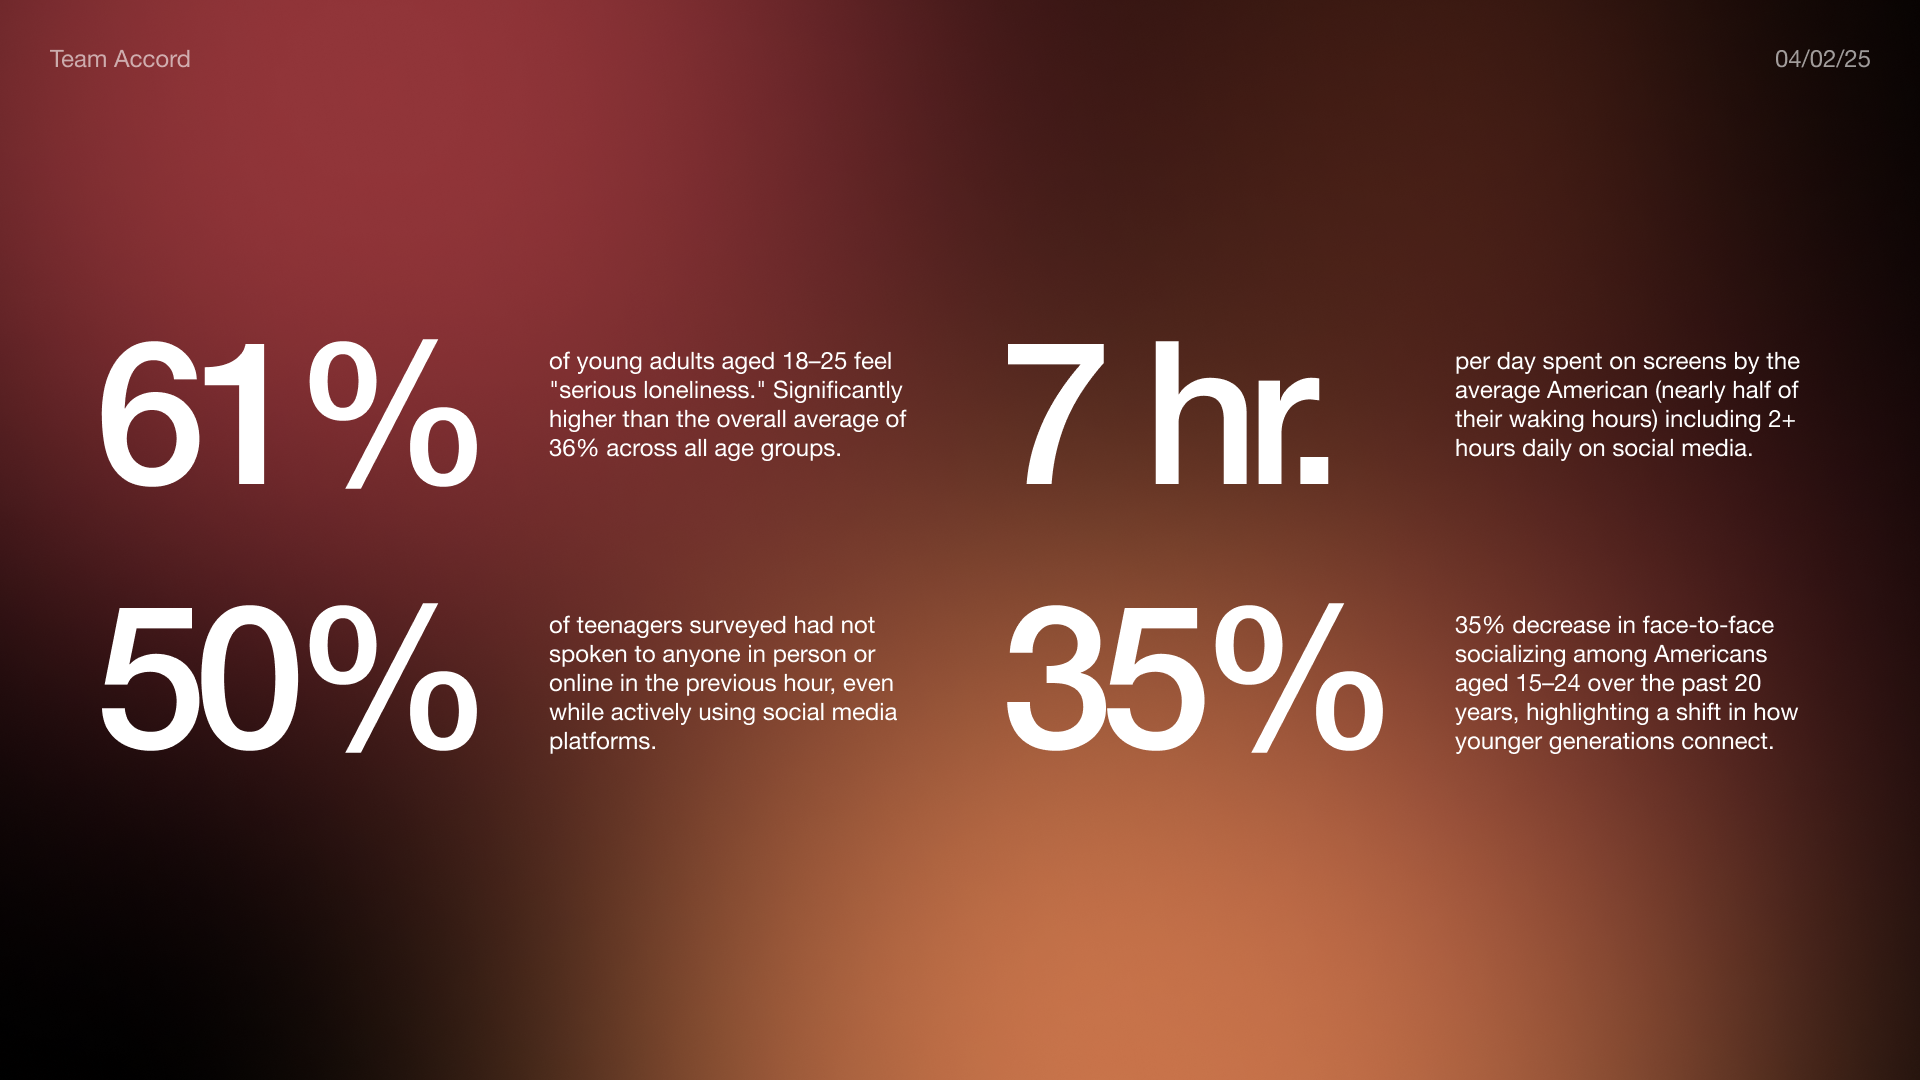 Team Accord
04/02/25
61%
of young adults aged 18–25 feel
"serious loneliness." Significantly
higher than the overall average of
36% across all age groups.
7 hr.
per day spent on screens by the
average American (nearly half of
their waking hours) including 2+
hours daily on social media.
50%
of teenagers surveyed had not
spoken to anyone in person or
online in the previous hour, even
while actively using social media
platforms.
35%
35% decrease in face-to-face
socializing among Americans
aged 15–24 over the past 20
years, highlighting a shift in how
younger generations connect.